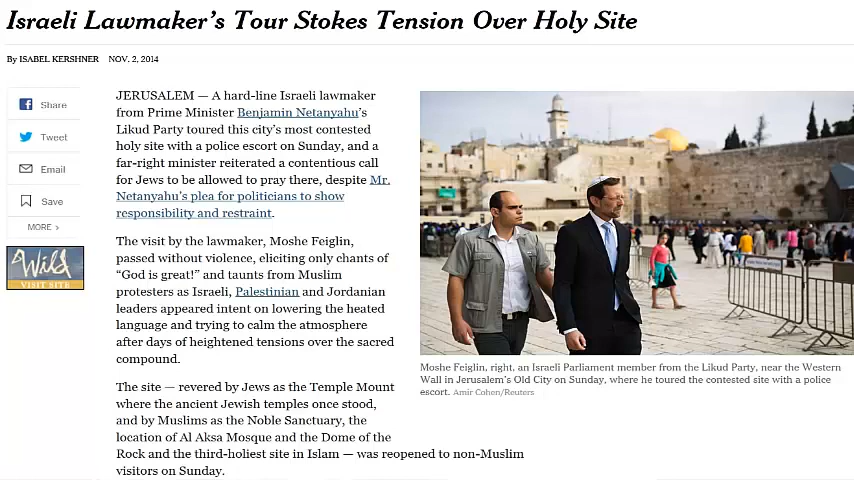 Israeli Lawmaker's Tour Stokes Tension Over Holy Site
By ISABEL KERSHNER NOV. 2, 2014
Share
Tweet
Email
Save
MORE >
Wild
VISIT SITE
JERUSALEM — A hard-line Israeli lawmaker
from Prime Minister Benjamin Netanyahu's
Likud Party toured this city's most contested
holy site with a police escort on Sunday, and a
far-right minister reiterated a contentious call
for Jews to be allowed to pray there, despite Mr.
Netanyahu's plea for politicians to show
responsibility and restraint.
The visit by the lawmaker, Moshe Feiglin,
passed without violence, eliciting only chants of
“God is great!” and taunts from Muslim
protesters as Israeli, Palestinian and Jordanian
leaders appeared intent on lowering the heated
language and trying to calm the atmosphere
after days of heightened tensions over the sacred
compound.
The site — revered by Jews as the Temple Mount
where the ancient Jewish temples once stood,
and by Muslims as the Noble Sanctuary, the
location of Al Aksa Mosque and the Dome of the
Rock and the third-holiest site in Islam — was reopened to non-Muslim
visitors on Sunday.
Moshe Feiglin, right, an Israeli Parliament member from the Likud Party, near the Western
Wall in Jerusalem's Old City on Sunday, where he toured the contested site with a police
escort. Amir Cohen/Reuters